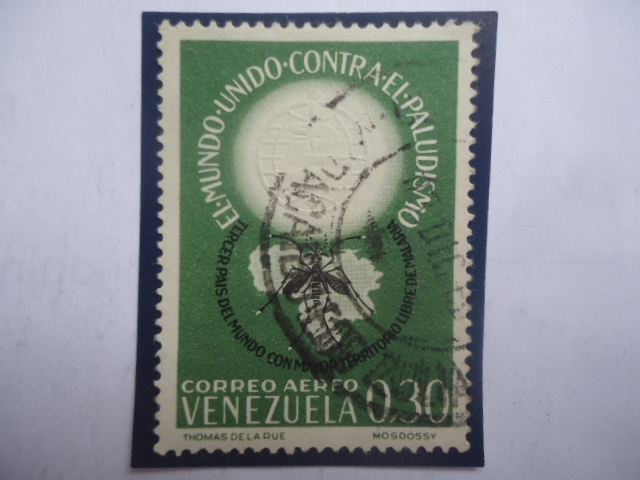 EL·MUNDO·UNIDO·CONTRA·EL·PALUDISMO
TERCER PAIS DEL MUNDO CON MAYOR TERRITORIO LIBRE DE MALARIA
CORREO AEREO
VENEZUELA 0,30
THOMAS DE LA RUE MOSDOSSY